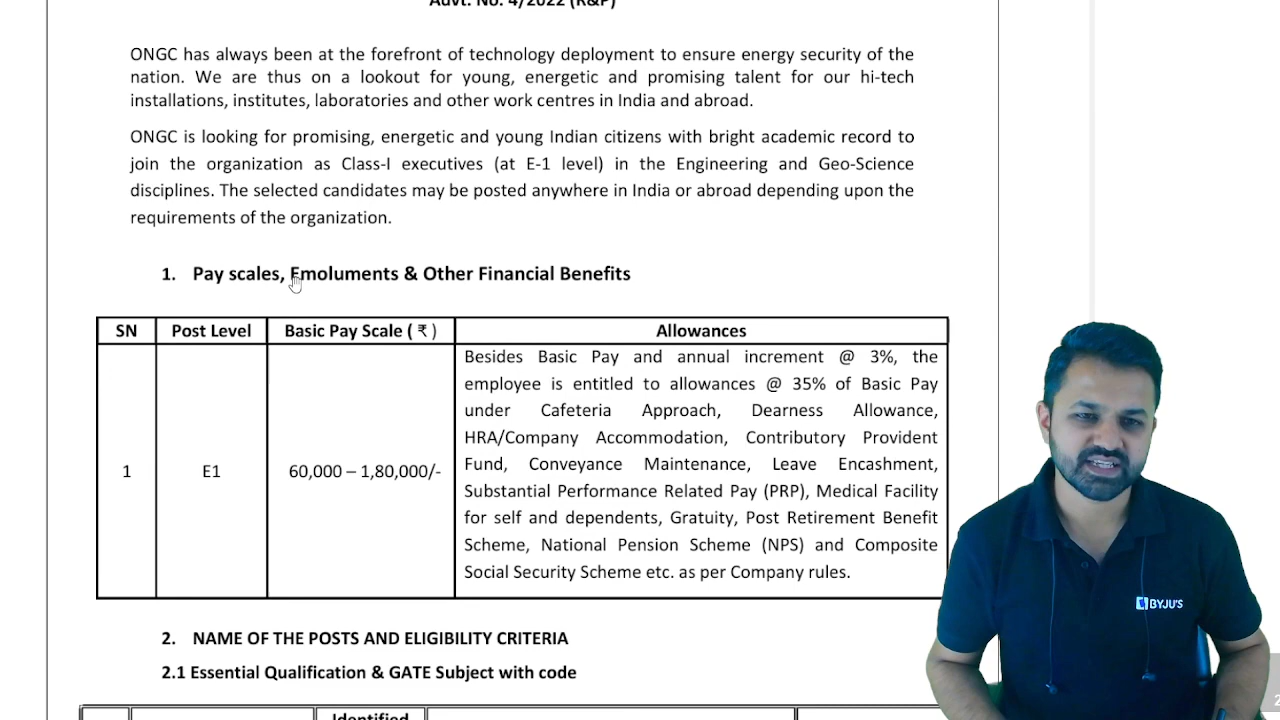 Advt. No. 4/2022 (R&P)
ONGC has always been at the forefront of technology deployment to ensure energy security of the
nation. We are thus on a lookout for young, energetic and promising talent for our hi-tech
installations, institutes, laboratories and other work centres in India and abroad.
ONGC is looking for promising, energetic and young Indian citizens with bright academic record to
join the organization as Class-I executives (at E-1 level) in the Engineering and Geo-Science
disciplines. The selected candidates may be posted anywhere in India or abroad depending upon the
requirements of the organization.
1. Pay scales, Emoluments & Other Financial Benefits
SN Post Level Basic Pay Scale ( ₹ ) Allowances
Besides Basic Pay and annual increment @ 3%, the
employee is entitled to allowances @ 35% of Basic Pay
under Cafeteria Approach, Dearness Allowance,
HRA/Company Accommodation, Contributory Provident
1 E1 60,000 – 1,80,000/- Fund, Conveyance Maintenance, Leave Encashment,
Substantial Performance Related Pay (PRP), Medical Facility
for self and dependents, Gratuity, Post Retirement Benefit
Scheme, National Pension Scheme (NPS) and Composite
Social Security Scheme etc. as per Company rules.
BYJU'S
2. NAME OF THE POSTS AND ELIGIBILITY CRITERIA
2.1 Essential Qualification & GATE Subject with code
Identified